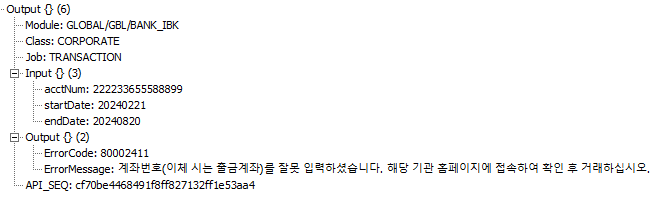 Output {} (6)
Module: GLOBAL/GBL/BANK_IBK
Class: CORPORATE
Job: TRANSACTION
Input {} (3)
acctNum: 222233655588899
startDate: 20240221
endDate: 20240820
Output {} (2)
ErrorCode: 80002411
ErrorMessage: 계좌번호(이체 시는 출금계좌)를 잘못 입력하셨습니다. 해당 기관 홈페이지에 접속하여 확인 후 거래하십시오.
API_SEQ: cf70be4468491f8ff827132ff1e53aa4